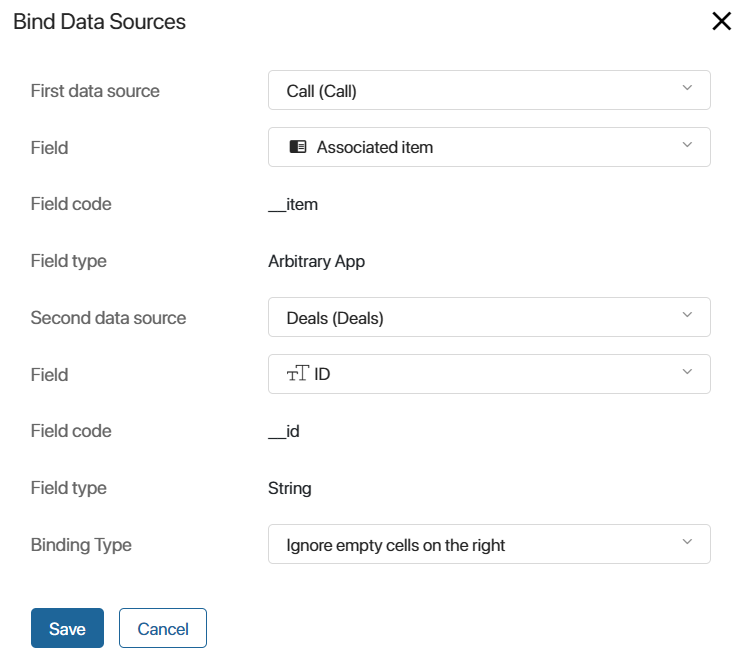 Bind Data Sources
First data source Call (Call)
Field Associated item
Field code __item
Field type Arbitrary App
Second data source Deals (Deals)
Field ID
Field code __id
Field type String
Binding Type Ignore empty cells on the right
Save Cancel